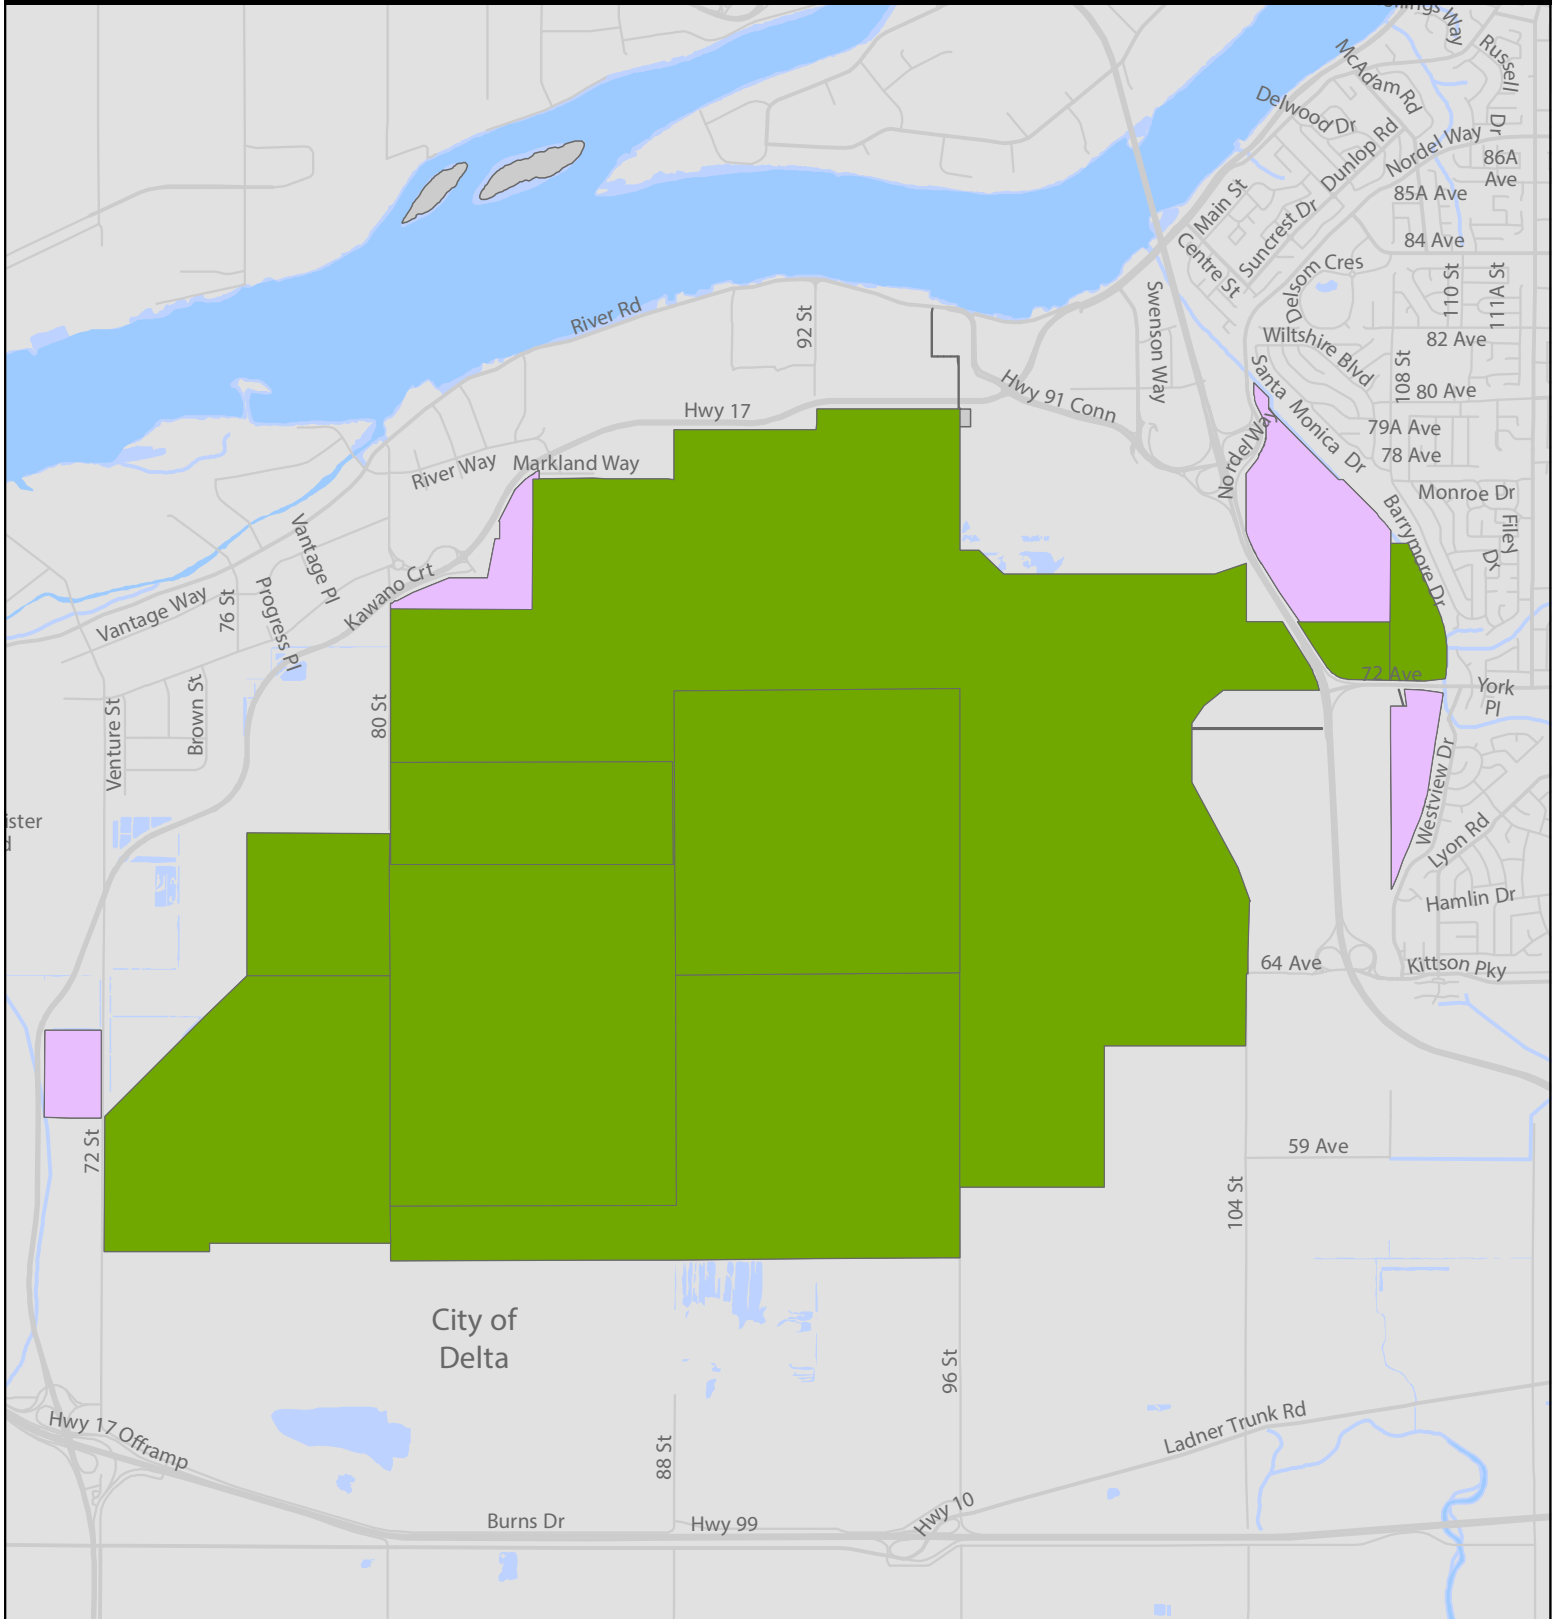 Way
Russell
Dr
McAdam Rd
Delwood Dr
Dunlop Rd
Nordel Way
86A
Ave
85A Ave
Main St
Suncrest Dr
Centre St
84 Ave
Delsom Cres
110 St
111A St
Swenson Way
River Rd
92 St
Wiltshire Blvd
82 Ave
108 St
80 Ave
Santa Monica Dr
Hwy 91 Conn
Hwy 17
79A Ave
78 Ave
Nordel Way
River Way
Markland Way
Monroe Dr
Filey
Dr
Barrymore Dr
Vantage Pl
Kawano Crt
Vantage Way
76 St
Progress Pl
72 Ave
York
Pl
Brown St
Venture St
80 St
Westview Dr
Lyon Rd
ister
d
Hamlin Dr
64 Ave
Kittson Pky
72 St
59 Ave
104 St
City of
Delta
96 St
Hwy 17 Offramp
Ladner Trunk Rd
88 St
Burns Dr
Hwy 99
Hwy 10